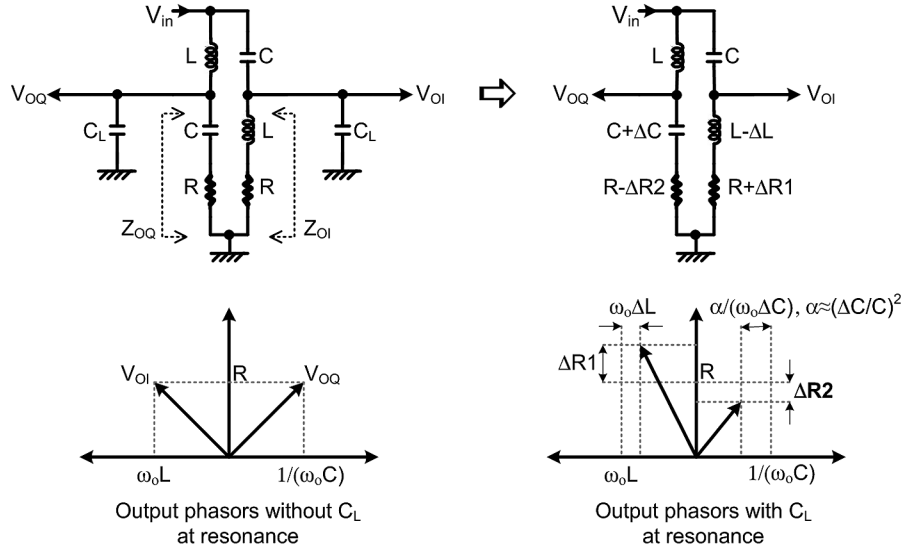 V_in
L
C
V_OQ
V_OI
C_L
C
L
C_L
R
R
Z_OQ
Z_OI
V_in
L
C
V_OQ
V_OI
C+ΔC
L-ΔL
R-ΔR2
R+ΔR1
V_OI
R
V_OQ
ω_oL
1/(ω_oC)
Output phasors without C_L
at resonance
ω_oΔL
α/(ω_oΔC), α≈(ΔC/C)²
ΔR1
R
ΔR2
ω_oL
1/(ω_oC)
Output phasors with C_L
at resonance